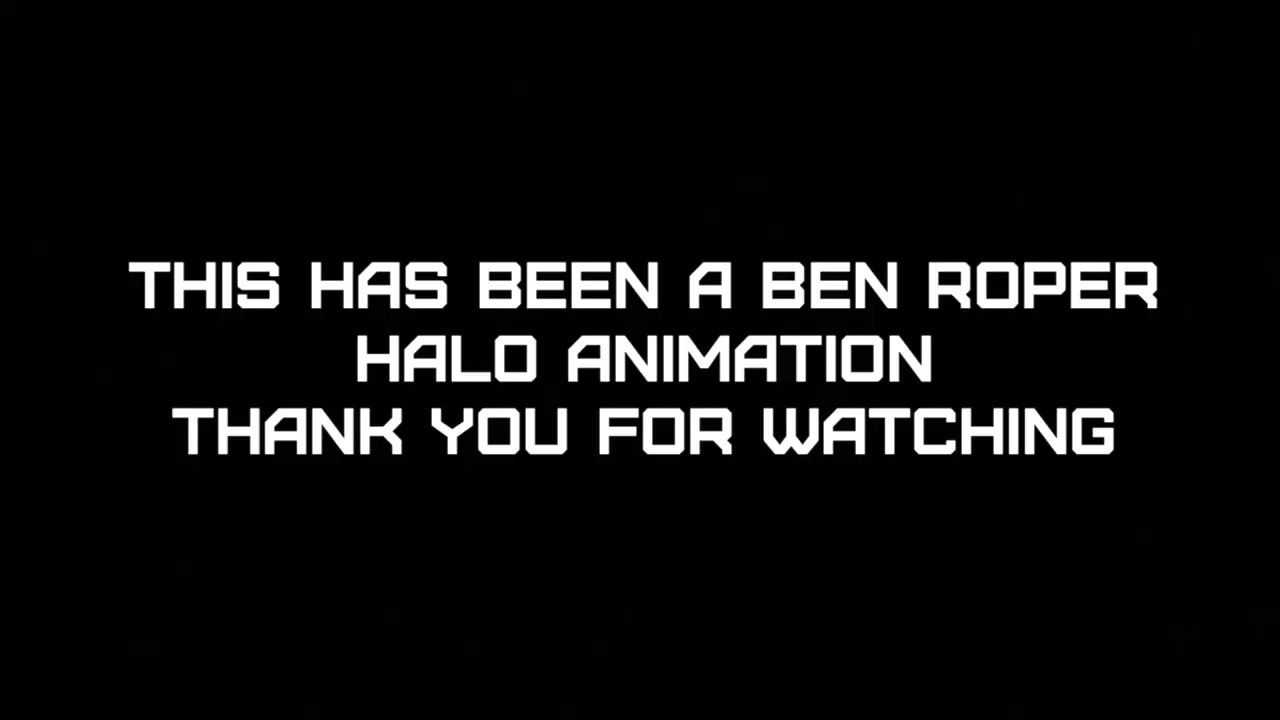 THIS HAS BEEN A BEN ROPER
HALO ANIMATION
THANK YOU FOR WATCHING